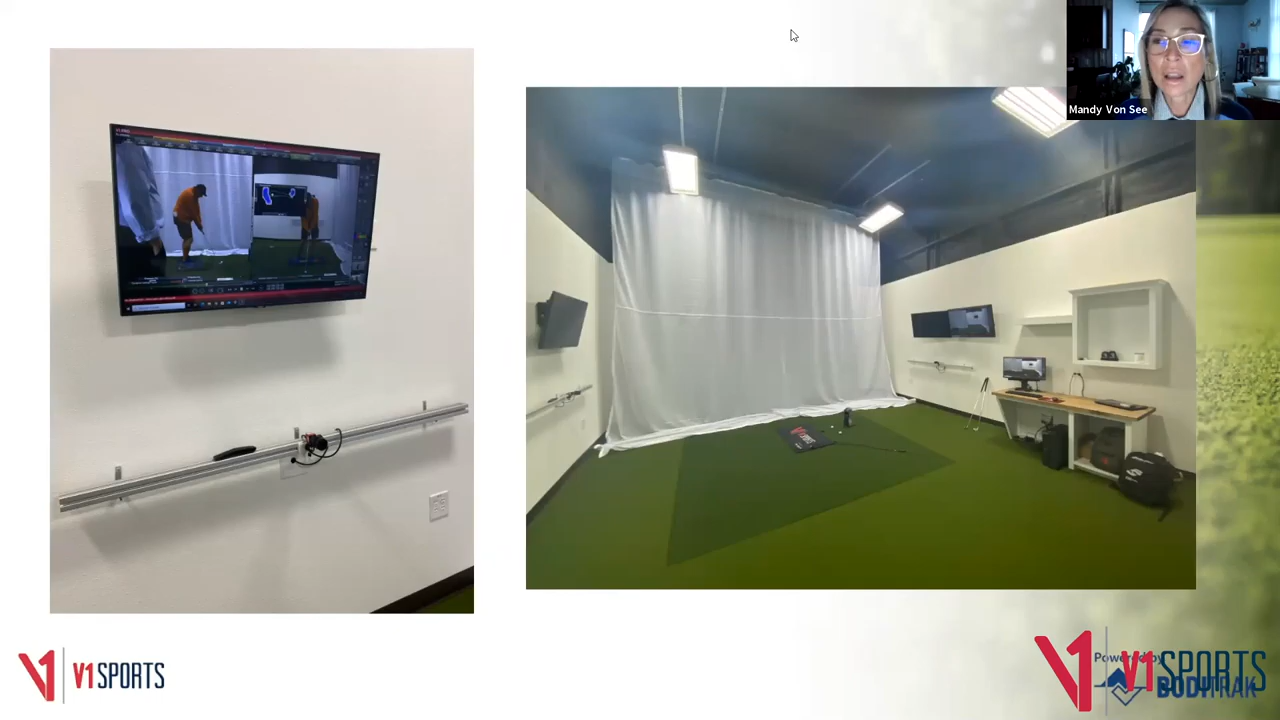 Mandy Von See
V1 SPORTS
Powered by
V1 SPORTS
BODITRAK